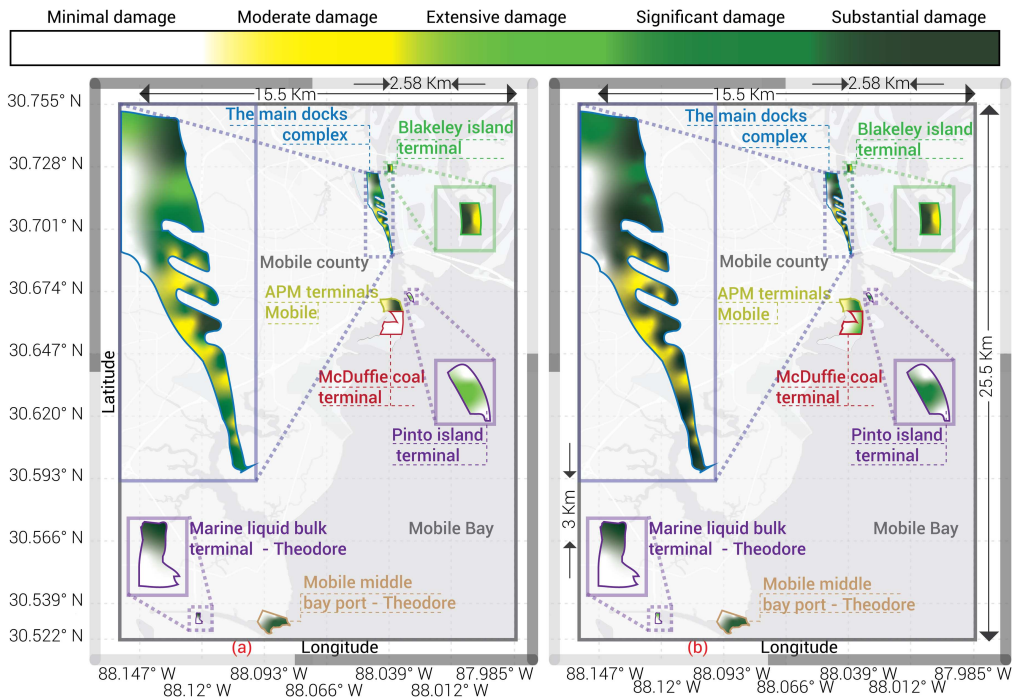 Minimal damage Moderate damage Extensive damage Significant damage Substantial damage
2.58 Km
15.5 Km
30.755° N
30.728° N
30.701° N
30.674° N
30.647° N
30.620° N
30.593° N
30.566° N
30.539° N
30.522° N
Latitude
The main docks
complex
Blakeley island
terminal
Mobile county
APM terminals
Mobile
McDuffie coal
terminal
Pinto island
terminal
Marine liquid bulk
terminal - Theodore
Mobile Bay
Mobile middle
bay port - Theodore
(a)
Longitude
88.147° W 88.093° W 88.039° W 87.985° W
88.12° W 88.066° W 88.012° W
2.58 Km
15.5 Km
The main docks
complex
Blakeley island
terminal
Mobile county
APM terminals
Mobile
McDuffie coal
terminal
Pinto island
terminal
25.5 Km
3 Km
Marine liquid bulk
terminal - Theodore
Mobile Bay
Mobile middle
bay port - Theodore
(b)
Longitude
88.147° W 88.093° W 88.039° W 87.985° W
88.12° W 88.066° W 88.012° W